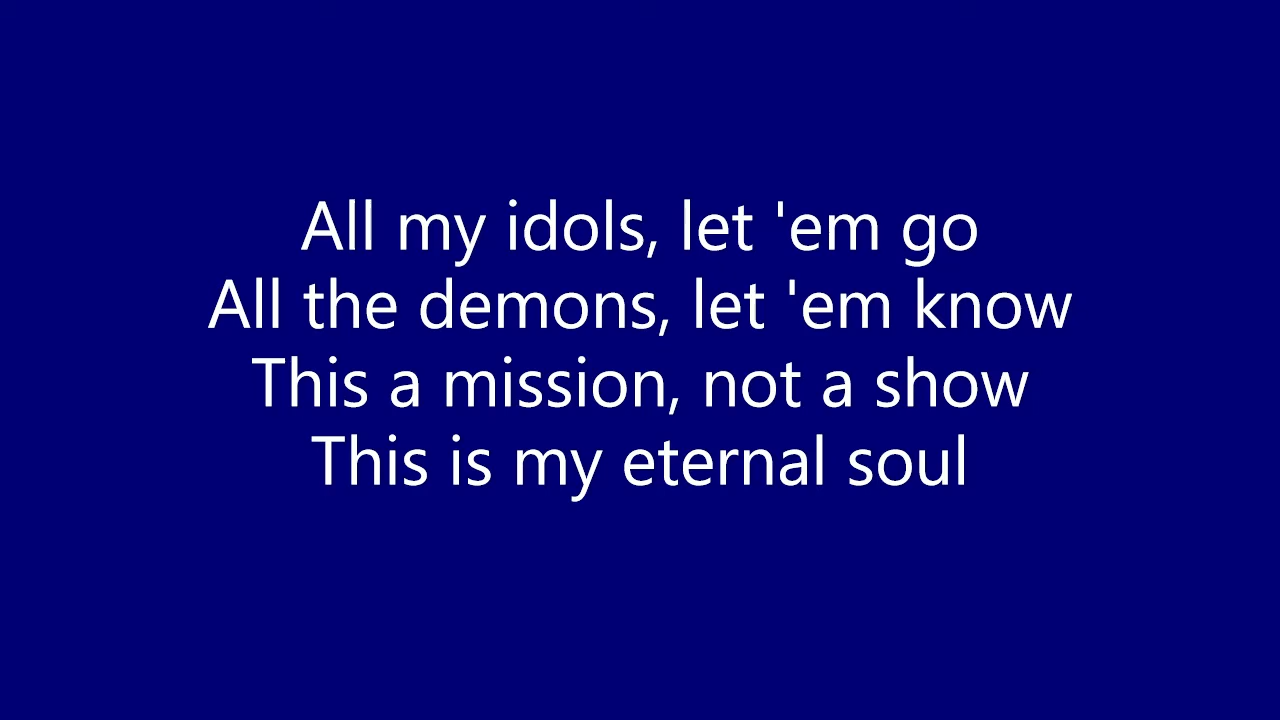 All my idols, let 'em go
All the demons, let 'em know
This a mission, not a show
This is my eternal soul